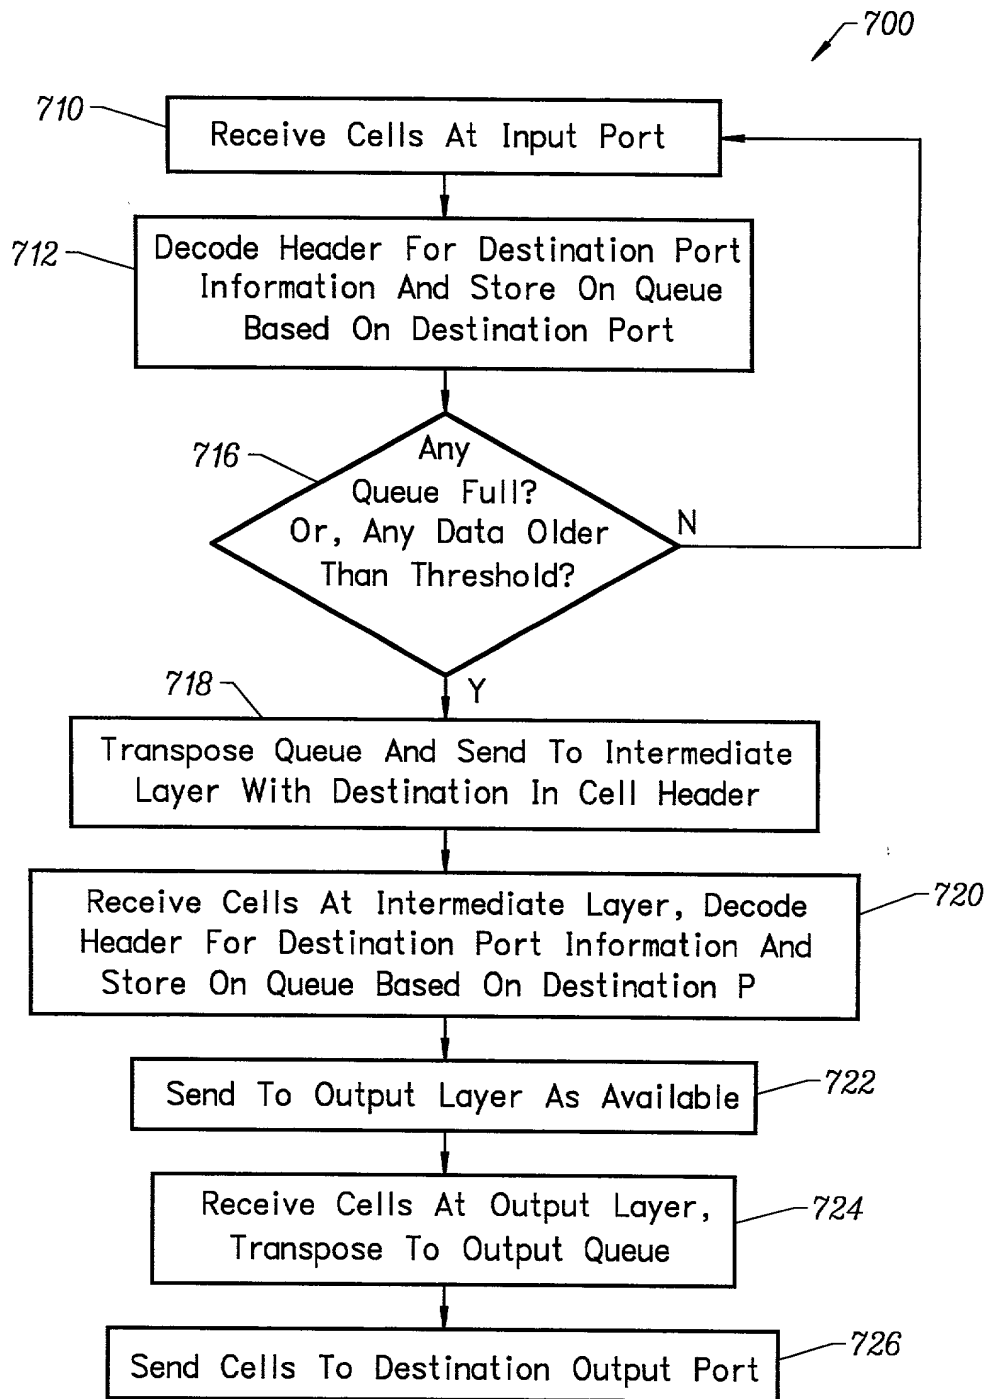 700
710
Receive Cells At Input Port
712
Decode Header For Destination Port
Information And Store On Queue
Based On Destination Port
716
Any
Queue Full?
Or, Any Data Older
Than Threshold?
N
Y
718
Transpose Queue And Send To Intermediate
Layer With Destination In Cell Header
720
Receive Cells At Intermediate Layer, Decode
Header For Destination Port Information And
Store On Queue Based On Destination P
722
Send To Output Layer As Available
724
Receive Cells At Output Layer,
Transpose To Output Queue
726
Send Cells To Destination Output Port